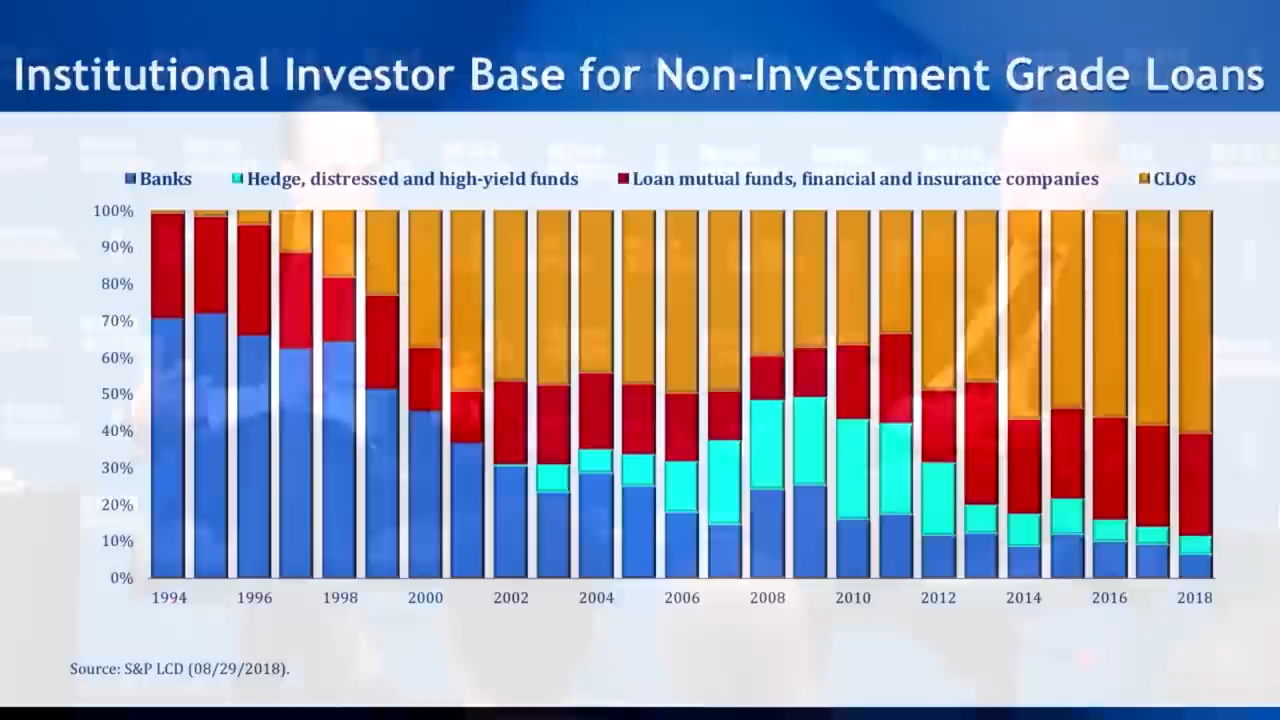 Institutional Investor Base for Non-Investment Grade Loans
Banks Hedge, distressed and high-yield funds Loan mutual funds, financial and insurance companies CLOs
100%
90%
80%
70%
60%
50%
40%
30%
20%
10%
0%
1994 1996 1998 2000 2002 2004 2006 2008 2010 2012 2014 2016 2018
Source: S&P LCD (08/29/2018).